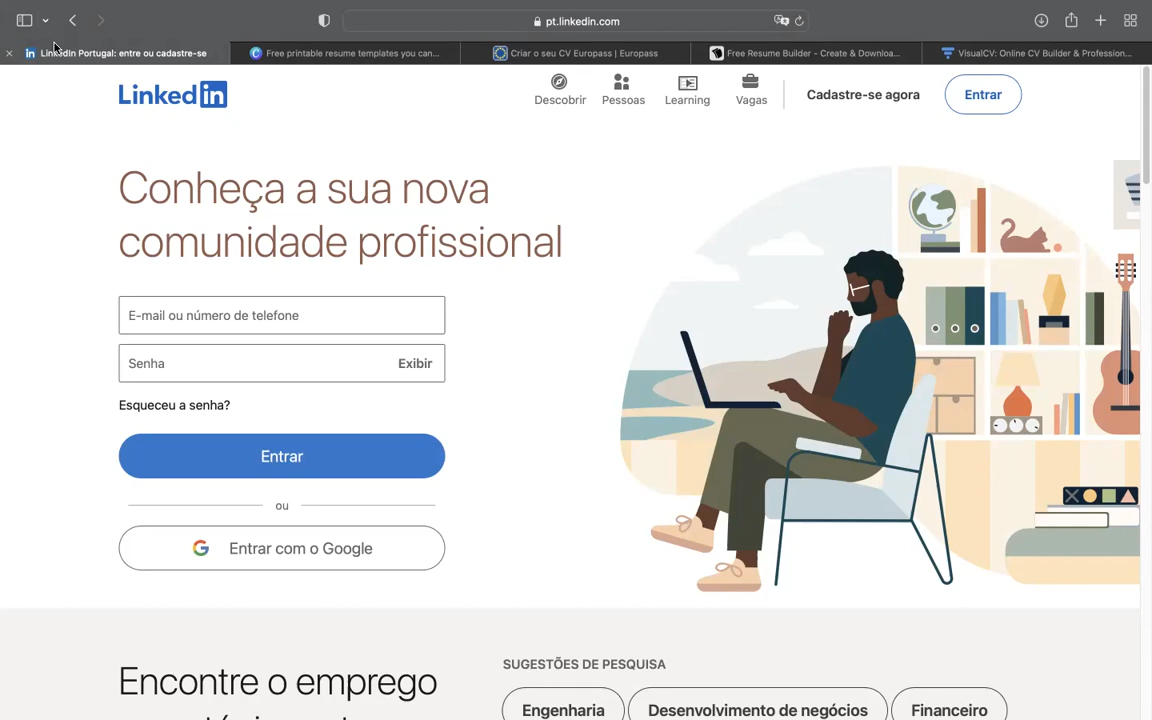 pt.linkedin.com
LinkedIn Portugal: entre ou cadastre-se
Free printable resume templates you can...
Criar o seu CV Europass | Europass
Free Resume Builder - Create & Downloa...
VisualCV: Online CV Builder & Profession...
Linked in
Descobrir
Pessoas
Learning
Vagas
Cadastre-se agora
Entrar
Conheça a sua nova
comunidade profissional
E-mail ou número de telefone
Senha
Exibir
Esqueceu a senha?
Entrar
ou
Entrar com o Google
Encontre o emprego
SUGESTÕES DE PESQUISA
Engenharia
Desenvolvimento de negócios
Financeiro